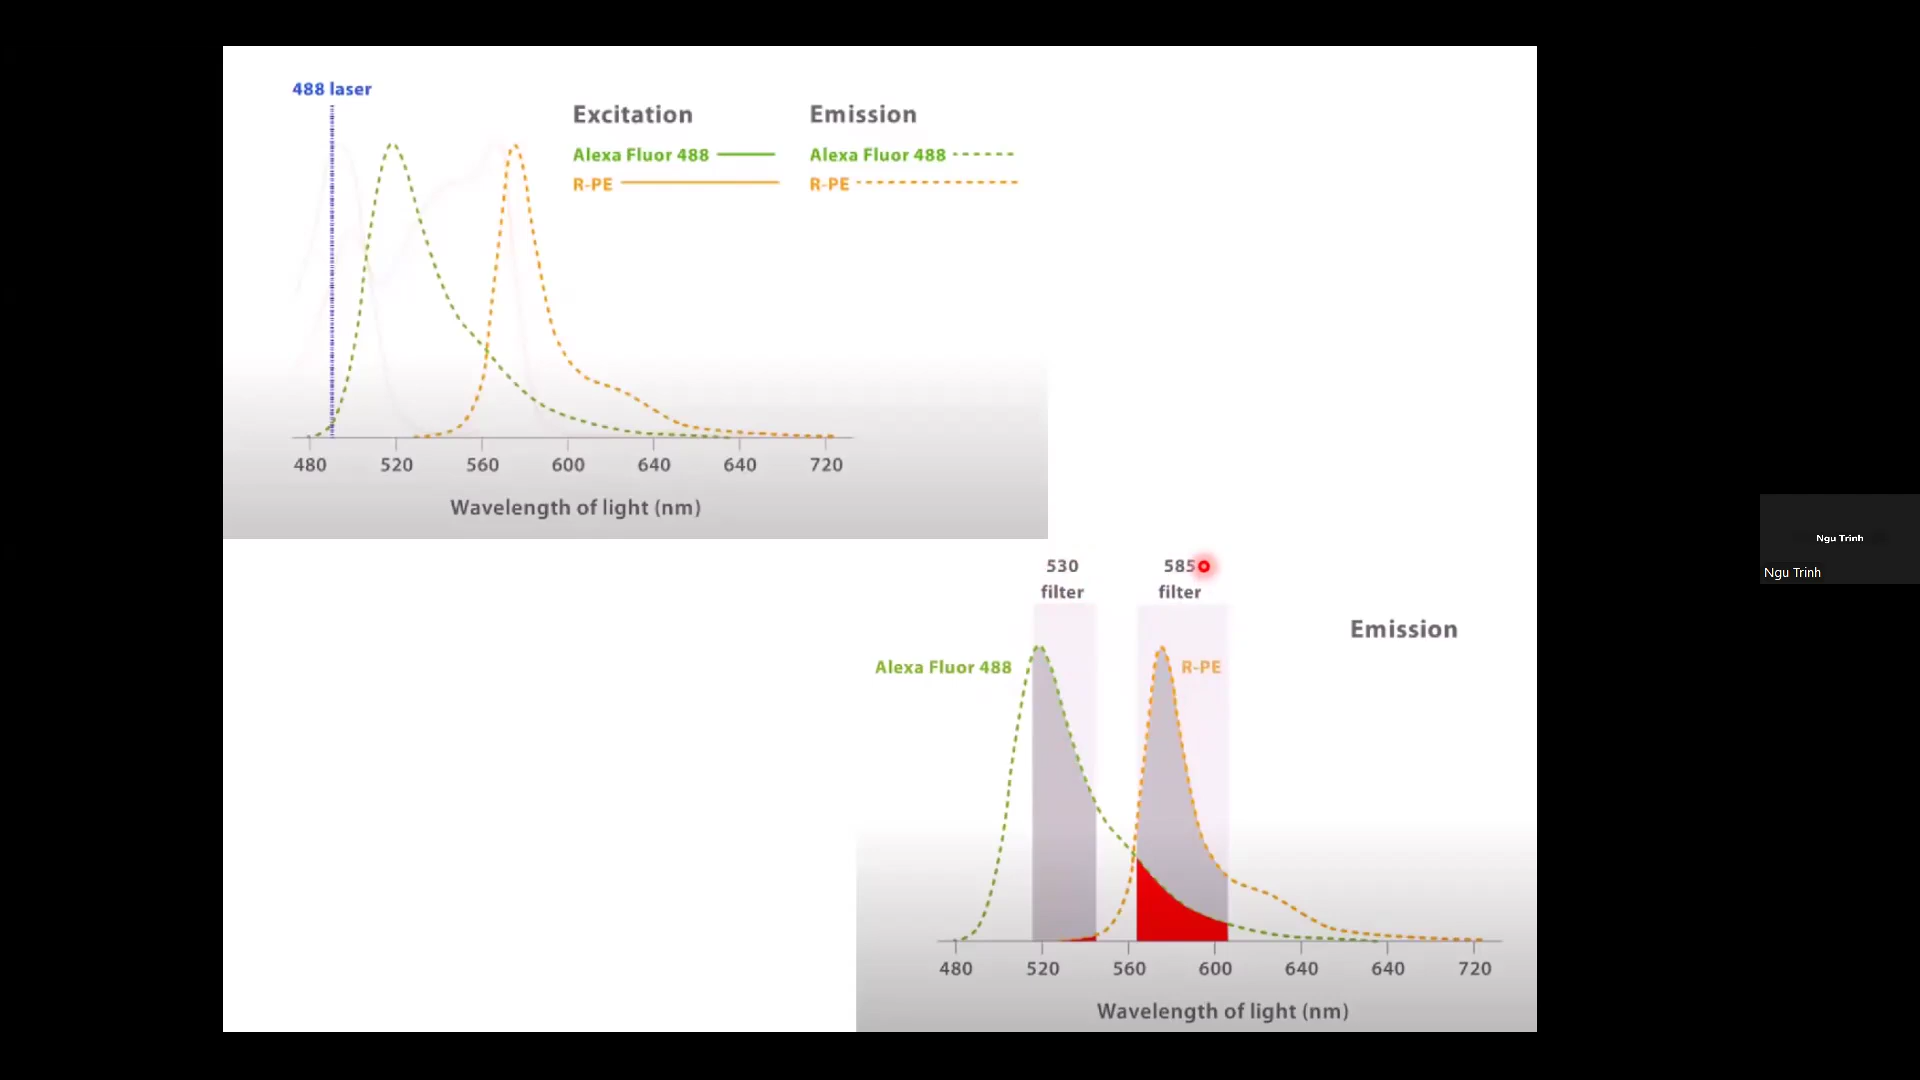 488 laser
Excitation Emission
Alexa Fluor 488 Alexa Fluor 488
R-PE R-PE
480 520 560 600 640 640 720
Wavelength of light (nm)
530 filter
585 filter
Emission
Alexa Fluor 488
R-PE
480 520 560 600 640 640 720
Wavelength of light (nm)
Ngu Trinh
Ngu Trinh